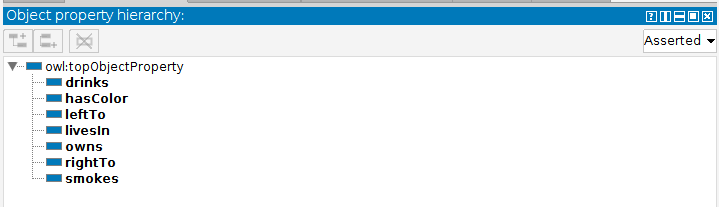 Object property hierarchy:
Asserted
owl:topObjectProperty
drinks
hasColor
leftTo
livesIn
owns
rightTo
smokes